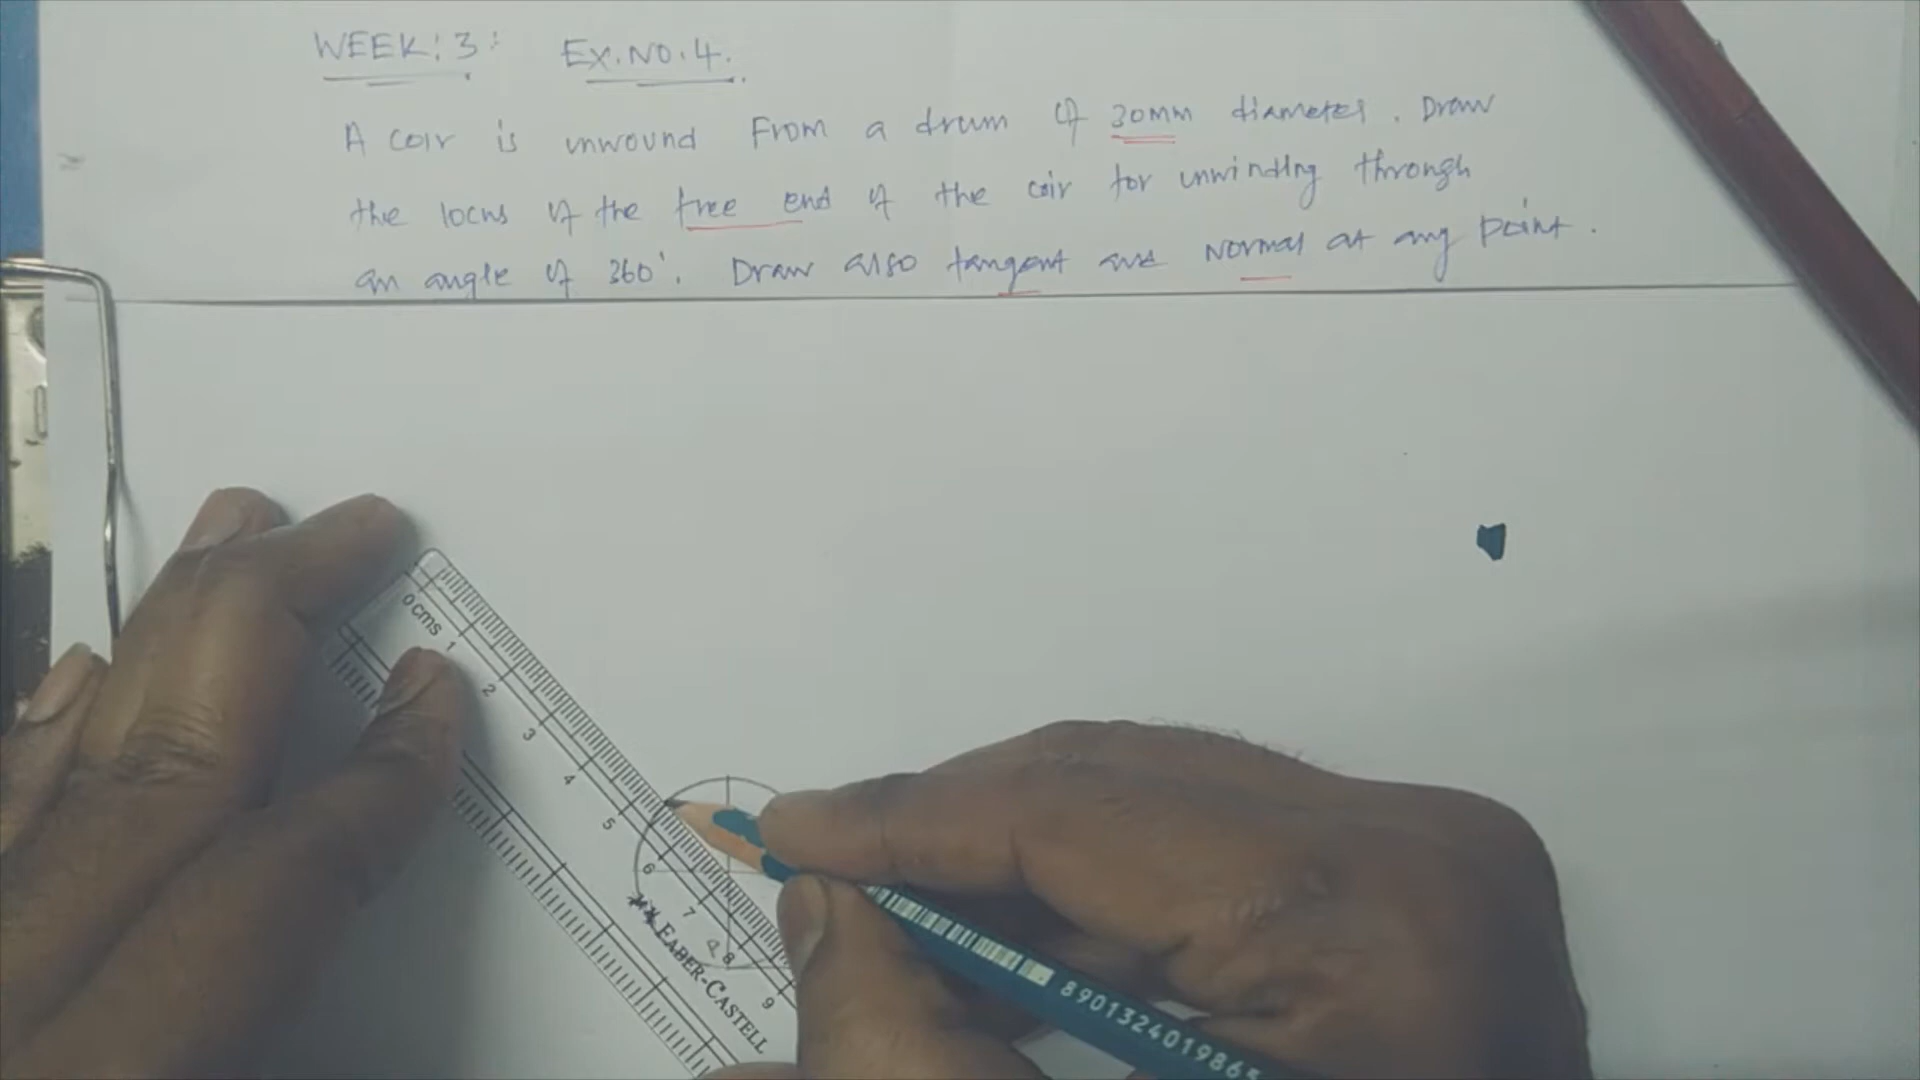 WEEK: 3: Ex.No.4.
A coir is unwound From a drum of 30mm diameter. Draw
the locus of the free end of the coir for unwinding through
an angle of 360°. Draw also tangent and Normal at any point.
0 cms 1 2 3 4 5 6 7 8 9
P
FABER-CASTELL
8901324019865